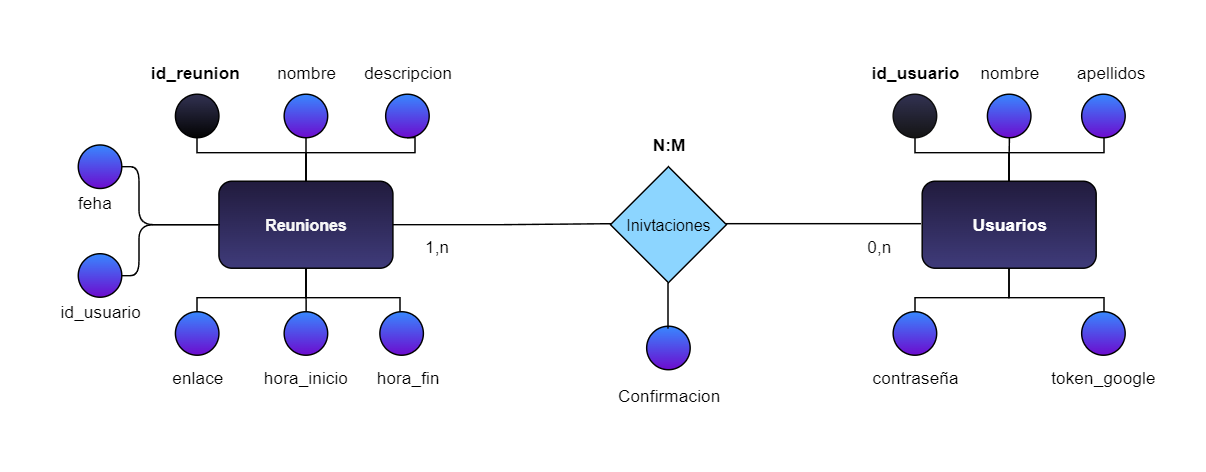 id_reunion nombre descripcion
id_usuario nombre apellidos
N:M
feha
Reuniones
Inivtaciones
Usuarios
1,n
0,n
id_usuario
enlace hora_inicio hora_fin
contraseña token_google
Confirmacion